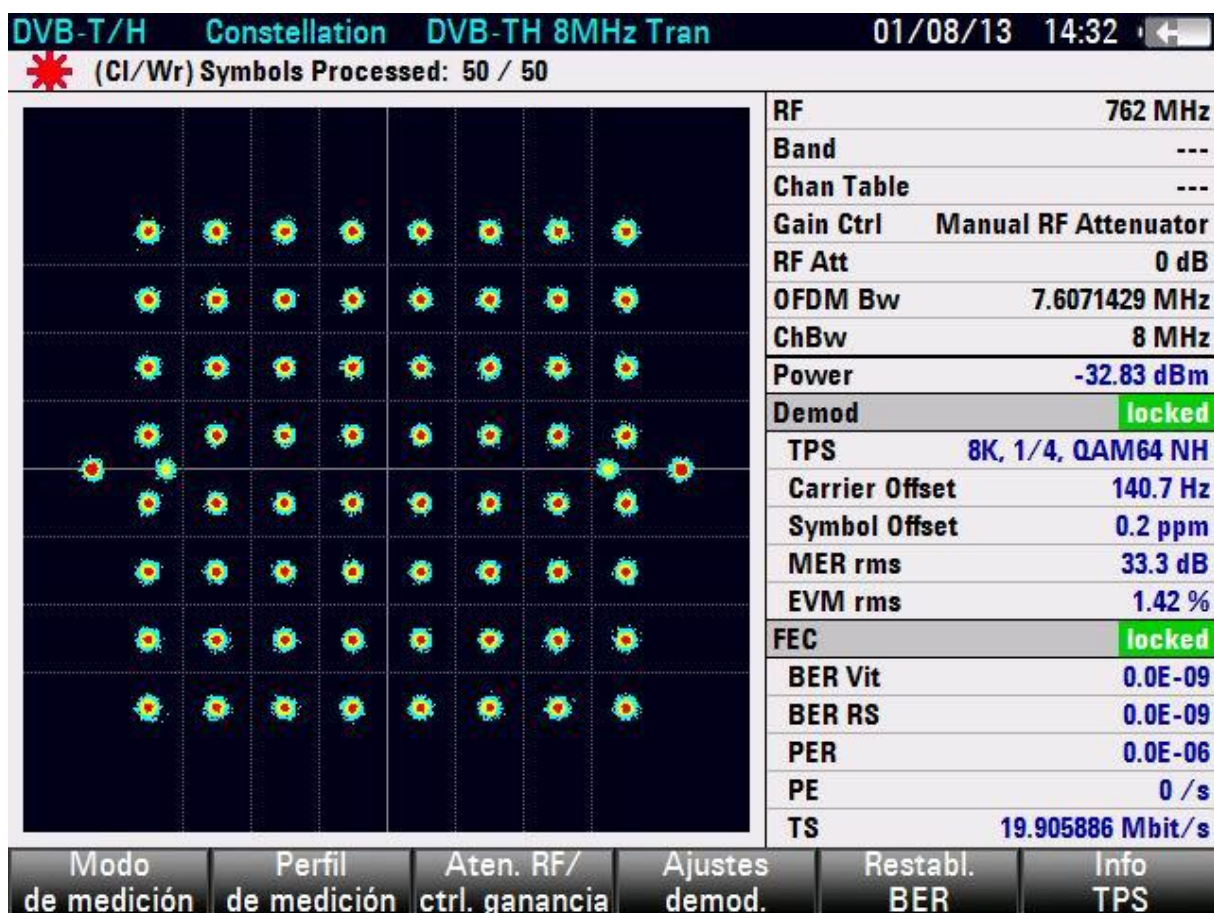 DVB-T/H Constellation DVB-TH 8MHz Tran 01/08/13 14:32
(Cl/Wr) Symbols Processed: 50 / 50
RF 762 MHz
Band ---
Chan Table ---
Gain Ctrl Manual RF Attenuator
RF Att 0 dB
OFDM Bw 7.6071429 MHz
ChBw 8 MHz
Power -32.83 dBm
Demod locked
TPS 8K, 1/4, QAM64 NH
Carrier Offset 140.7 Hz
Symbol Offset 0.2 ppm
MER rms 33.3 dB
EVM rms 1.42 %
FEC locked
BER Vit 0.0E-09
BER RS 0.0E-09
PER 0.0E-06
PE 0 /s
TS 19.905886 Mbit/s
Modo Perfil Aten. RF/ Ajustes Restabl. Info
de medición de medición ctrl. ganancia demod. BER TPS